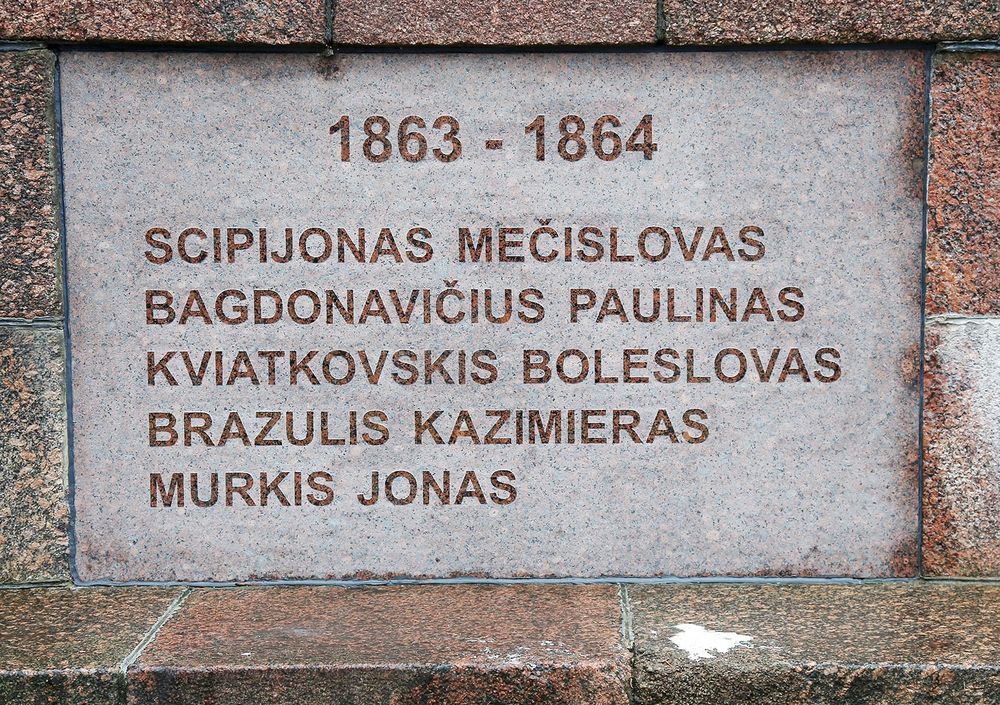 1863 - 1864
SCIPIJONAS MEČISLOVAS
BAGDONAVIČIUS PAULINAS
KVIATKOVSKIS BOLESLOVAS
BRAZULIS KAZIMIERAS
MURKIS JONAS